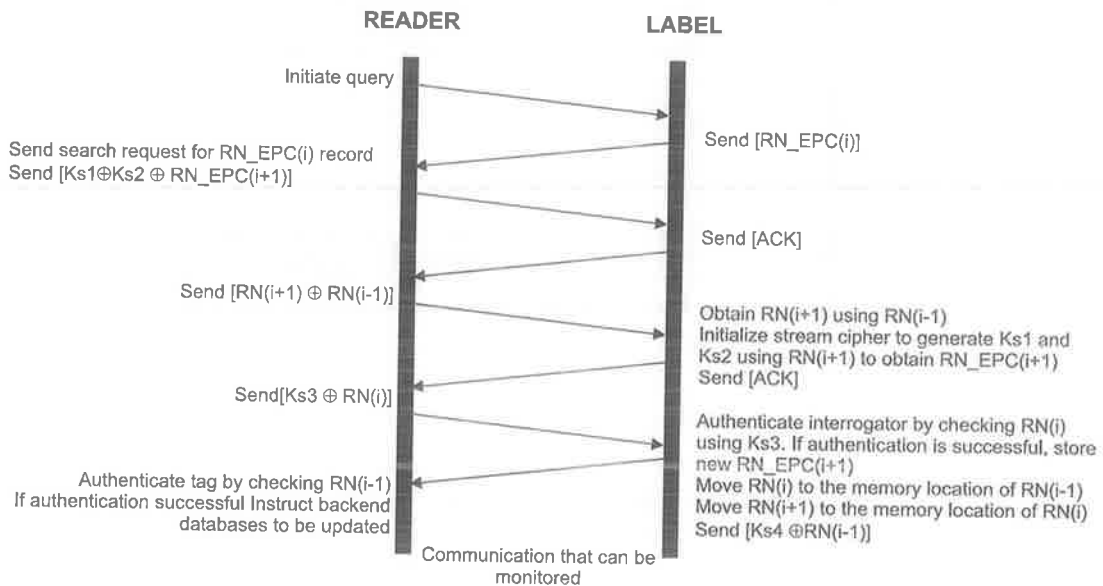 READER
LABEL
Initiate query
Send [RN_EPC(i)]
Send search request for RN_EPC(i) record
Send [Ks1⊕Ks2 ⊕ RN_EPC(i+1)]
Send [ACK]
Send [RN(i+1) ⊕ RN(i-1)]
Obtain RN(i+1) using RN(i-1)
Initialize stream cipher to generate Ks1 and
Ks2 using RN(i+1) to obtain RN_EPC(i+1)
Send [ACK]
Send[Ks3 ⊕ RN(i)]
Authenticate interrogator by checking RN(i)
using Ks3. If authentication is successful, store
new RN_EPC(i+1)
Move RN(i) to the memory location of RN(i-1)
Move RN(i+1) to the memory location of RN(i)
Send [Ks4 ⊕RN(i-1)]
Authenticate tag by checking RN(i-1)
If authentication successful Instruct backend
databases to be updated
Communication that can be
monitored